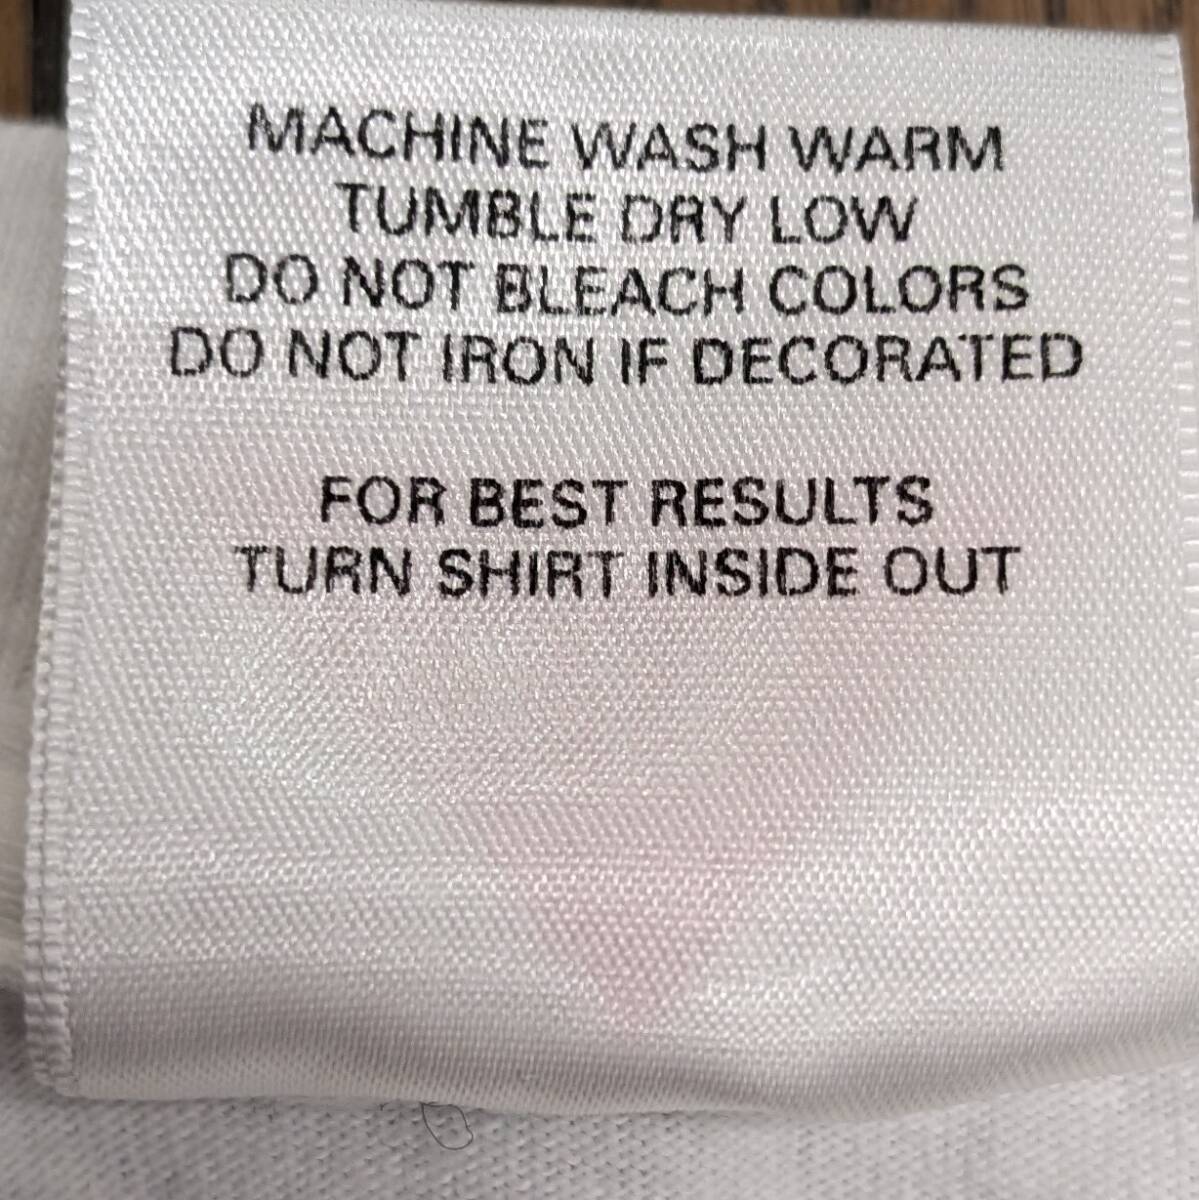 MACHINE WASH WARM
TUMBLE DRY LOW
DO NOT BLEACH COLORS
DO NOT IRON IF DECORATED
FOR BEST RESULTS
TURN SHIRT INSIDE OUT